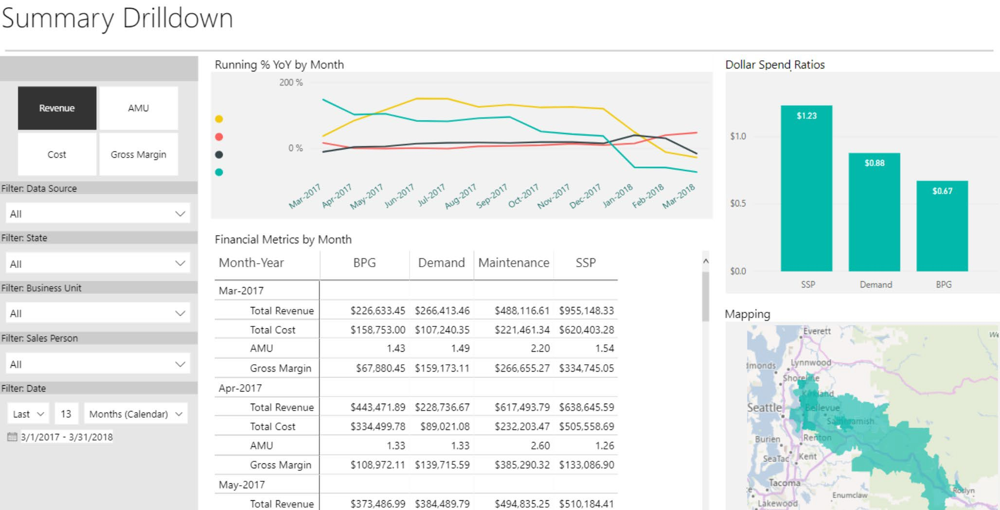 Summary Drilldown
Revenue
AMU
Cost
Gross Margin
Filter: Data Source
All
Filter: State
All
Filter: Business Unit
All
Filter: Sales Person
All
Filter: Date
Last 13 Months (Calendar)
3/1/2017 - 3/31/2018
Running % YoY by Month
200 %
0 %
Mar-2017 Apr-2017 May-2017 Jun-2017 Jul-2017 Aug-2017 Sep-2017 Oct-2017 Nov-2017 Dec-2017 Jan-2018 Feb-2018 Mar-2018
Financial Metrics by Month
Month-Year BPG Demand Maintenance SSP
Mar-2017
Total Revenue $226,633.45 $266,413.46 $488,116.61 $955,148.33
Total Cost $158,753.00 $107,240.35 $221,461.34 $620,403.28
AMU 1.43 1.49 2.20 1.54
Gross Margin $67,880.45 $159,173.11 $266,655.27 $334,745.05
Apr-2017
Total Revenue $443,471.89 $228,736.67 $617,493.79 $638,645.59
Total Cost $334,499.78 $89,021.08 $232,203.47 $505,558.69
AMU 1.33 1.33 2.60 1.26
Gross Margin $108,972.11 $139,715.59 $385,290.32 $133,086.90
May-2017
Total Revenue $373,486.99 $384,489.79 $494,835.25 $510,184.41
Dollar Spend Ratios
$1.23
$1.0
$0.88
$0.67
$0.5
$0.0
SSP Demand BPG
Mapping
Everett
We
Lynnwood
dmonds
Shoreline
Kirkland
Seattle
Bellevue
Sammamish
Renton
Burien
Kent
SeaTac
Tacoma
Roslyn
Enumclaw
Lakewood